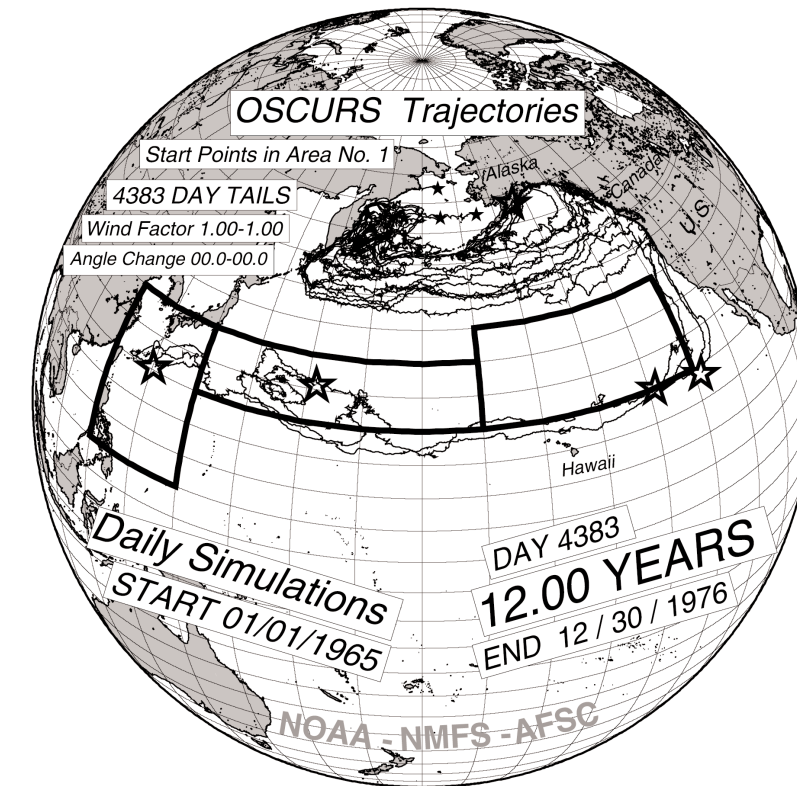 OSCURS Trajectories
Start Points in Area No. 1
4383 DAY TAILS
Wind Factor 1.00-1.00
Angle Change 00.0-00.0
Alaska
Canada
U.S.
Hawaii
Daily Simulations
START 01/01/1965
DAY 4383
12.00 YEARS
END 12 / 30 / 1976
NOAA - NMFS -AFSC